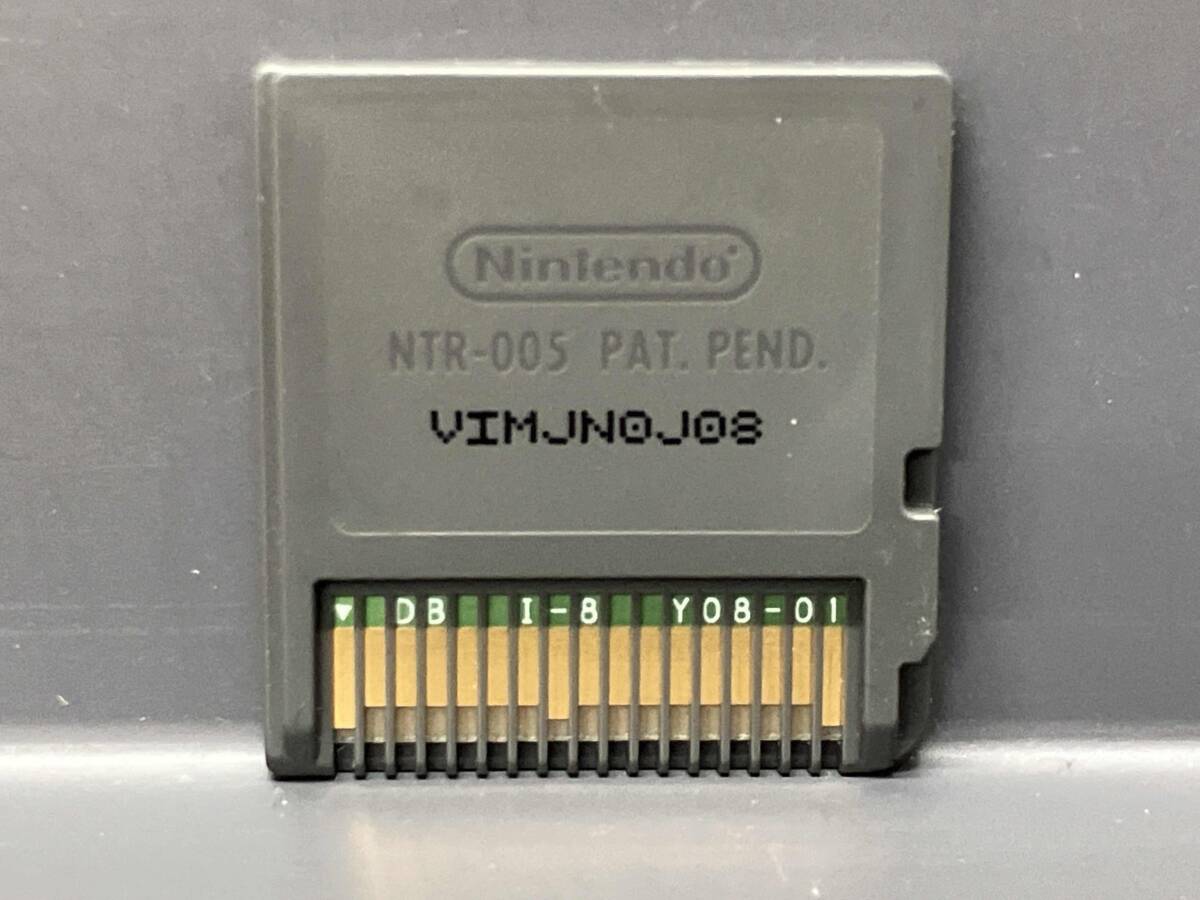 Nintendo
NTR-005 PAT. PEND.
VIMJN0J08
▼ DB I-8 Y08-01